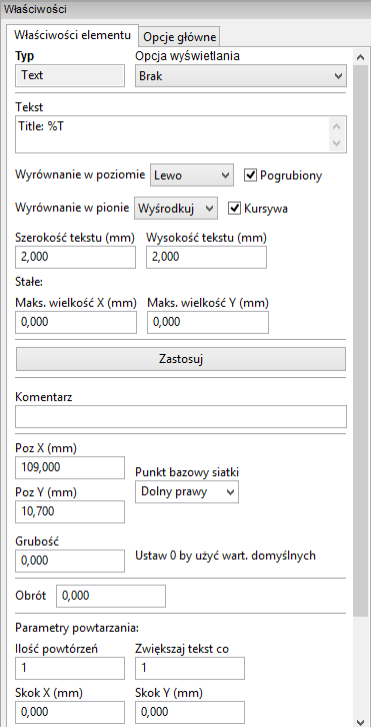 Właściwości
Właściwości elementu Opcje główne
Typ Opcja wyświetlania
Text Brak
Tekst
Title: %T
Wyrównanie w poziomie Lewo Pogrubiony
Wyrównanie w pionie Wyśrodkuj Kursywa
Szerokość tekstu (mm) Wysokość tekstu (mm)
2,000 2,000
Stałe:
Maks. wielkość X (mm) Maks. wielkość Y (mm)
0,000 0,000
Zastosuj
Komentarz
Poz X (mm)
109,000 Punkt bazowy siatki
Poz Y (mm) Dolny prawy
10,700
Grubość
0,000 Ustaw 0 by użyć wart. domyślnych
Obrót 0,000
Parametry powtarzania:
Ilość powtórzeń Zwiększaj tekst co
1 1
Skok X (mm) Skok Y (mm)
0,000 0,000